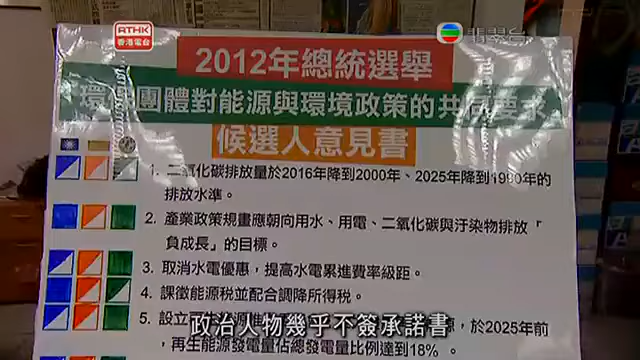 RTHK
香港電台
翡翠台
2012年總統選舉
環保團體對能源與環境政策的共同要求
候選人意見書
1. 二氧化碳排放量於2016年降到2000年、2025年降到1990年的
排放水準。
2. 產業政策規畫應朝向用水、用電、二氧化碳與汙染物排放「
負成長」的目標。
3. 取消水電優惠，提高水電累進費率級距。
4. 課徵能源稅並配合調降所得稅。
5. 設立
源，於2025年前
，再生能源發電量佔總發電量比例達到18%。
政治人物幾乎不簽承諾書